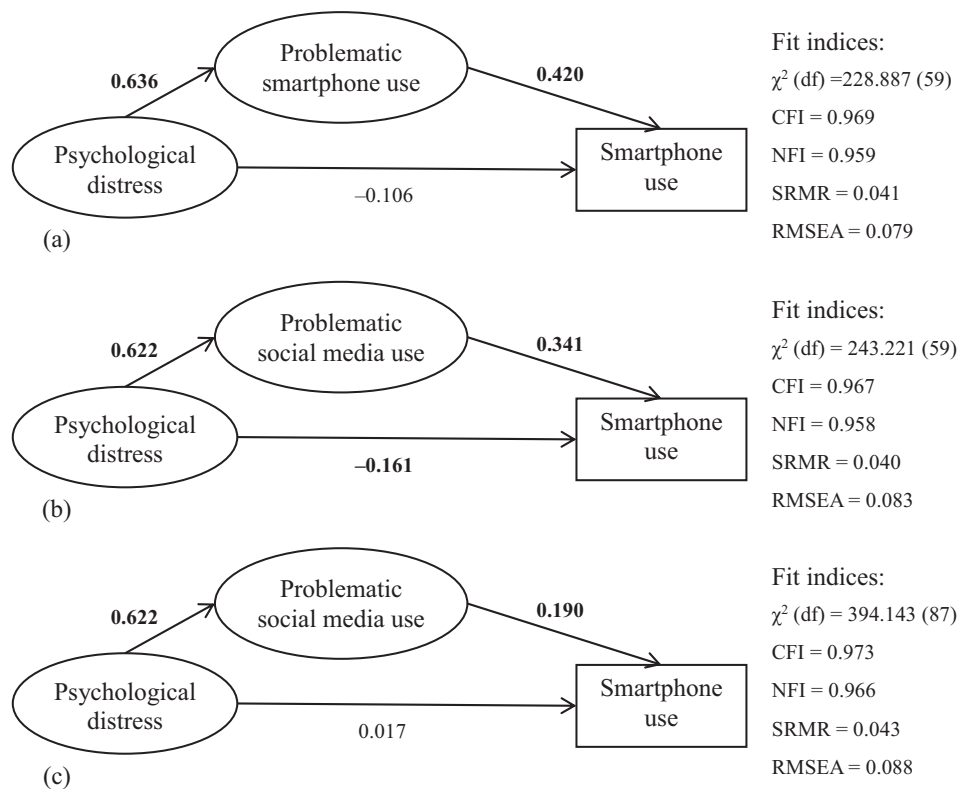 Problematic
smartphone use
0.636
0.420
Psychological
distress
Smartphone
use
–0.106
(a)
Fit indices:
χ² (df) =228.887 (59)
CFI = 0.969
NFI = 0.959
SRMR = 0.041
RMSEA = 0.079
Problematic
social media use
0.622
0.341
Psychological
distress
Smartphone
use
–0.161
(b)
Fit indices:
χ² (df) = 243.221 (59)
CFI = 0.967
NFI = 0.958
SRMR = 0.040
RMSEA = 0.083
Problematic
social media use
0.622
0.190
Psychological
distress
Smartphone
use
0.017
(c)
Fit indices:
χ² (df) = 394.143 (87)
CFI = 0.973
NFI = 0.966
SRMR = 0.043
RMSEA = 0.088